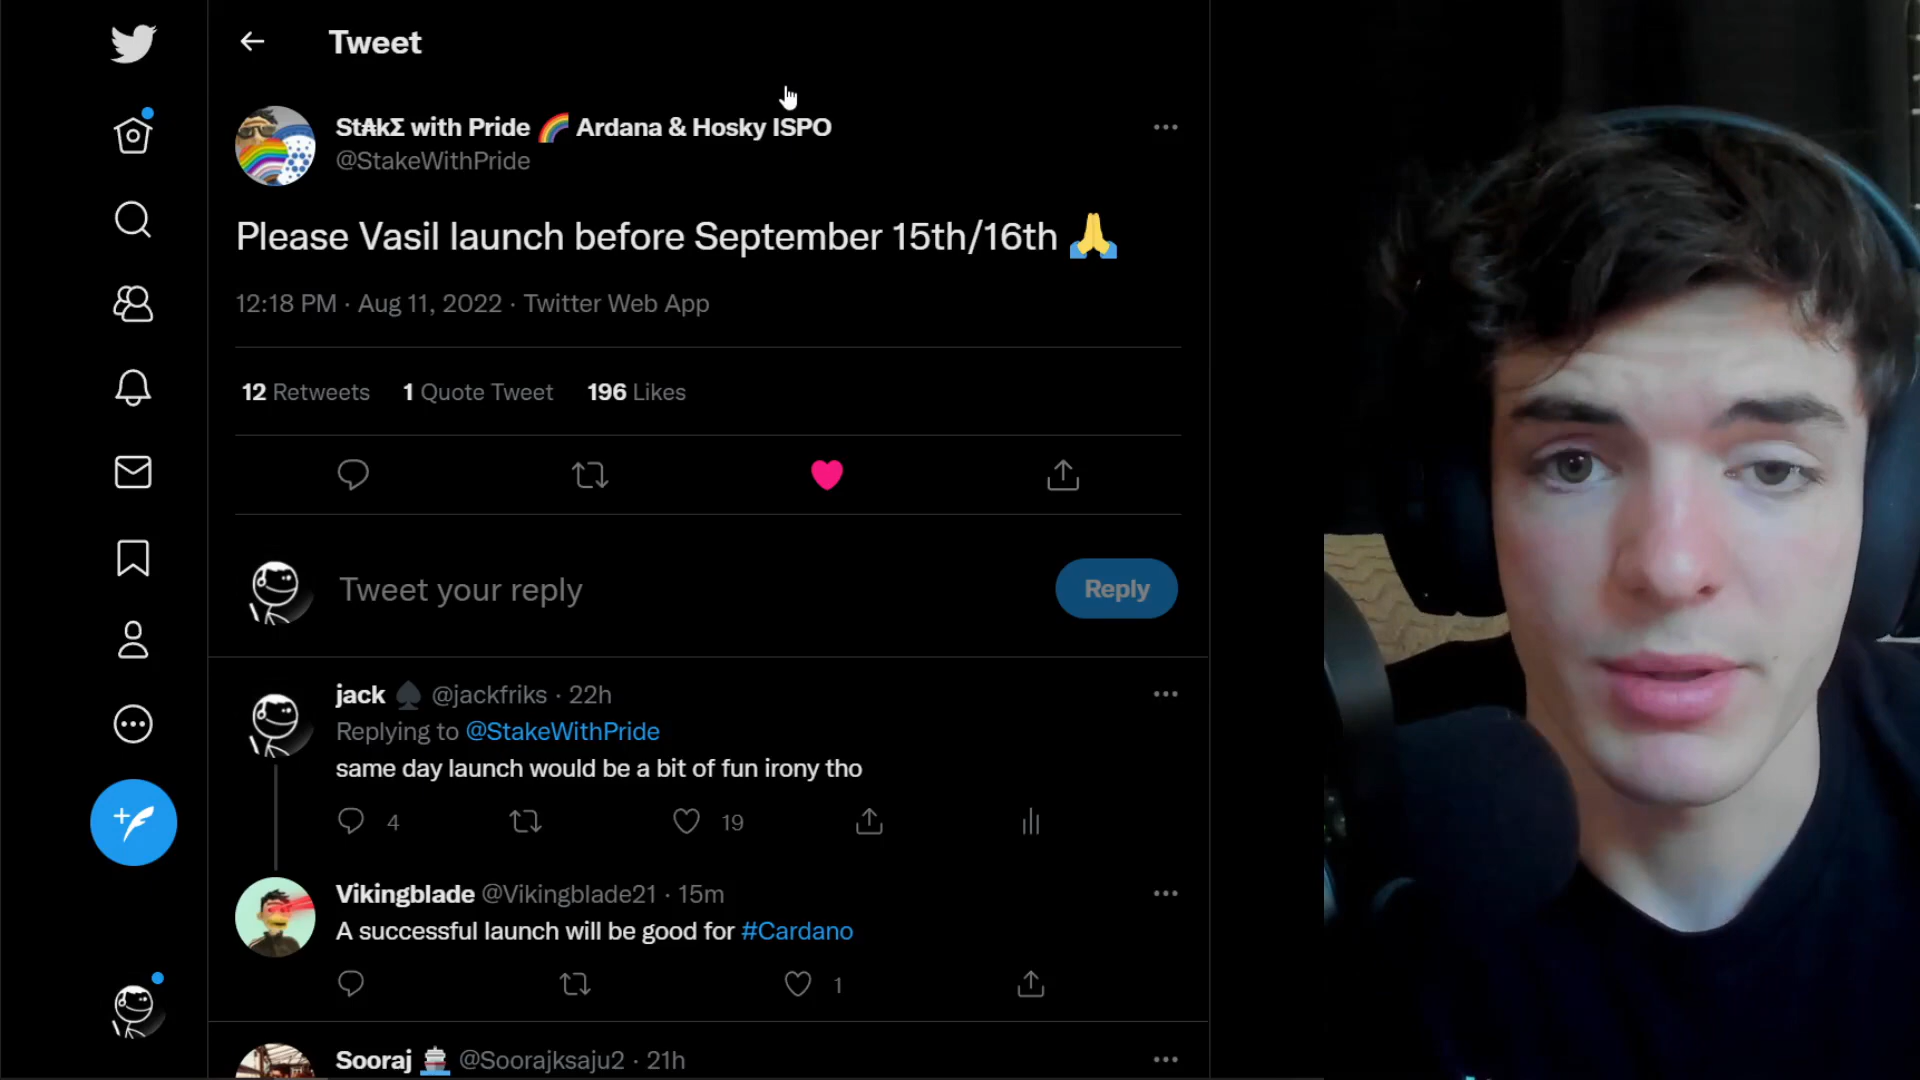 Tweet
St₳kΣ with Pride 🌈 Ardana & Hosky ISPO
@StakeWithPride
Please Vasil launch before September 15th/16th 🙏
12:18 PM · Aug 11, 2022 · Twitter Web App
12 Retweets 1 Quote Tweet 196 Likes
Tweet your reply
Reply
jack ♠ @jackfriks · 22h
Replying to @StakeWithPride
same day launch would be a bit of fun irony tho
4 19
Vikingblade @Vikingblade21 · 15m
A successful launch will be good for #Cardano
1
Sooraj 🚢 @Soorajksaju2 · 21h